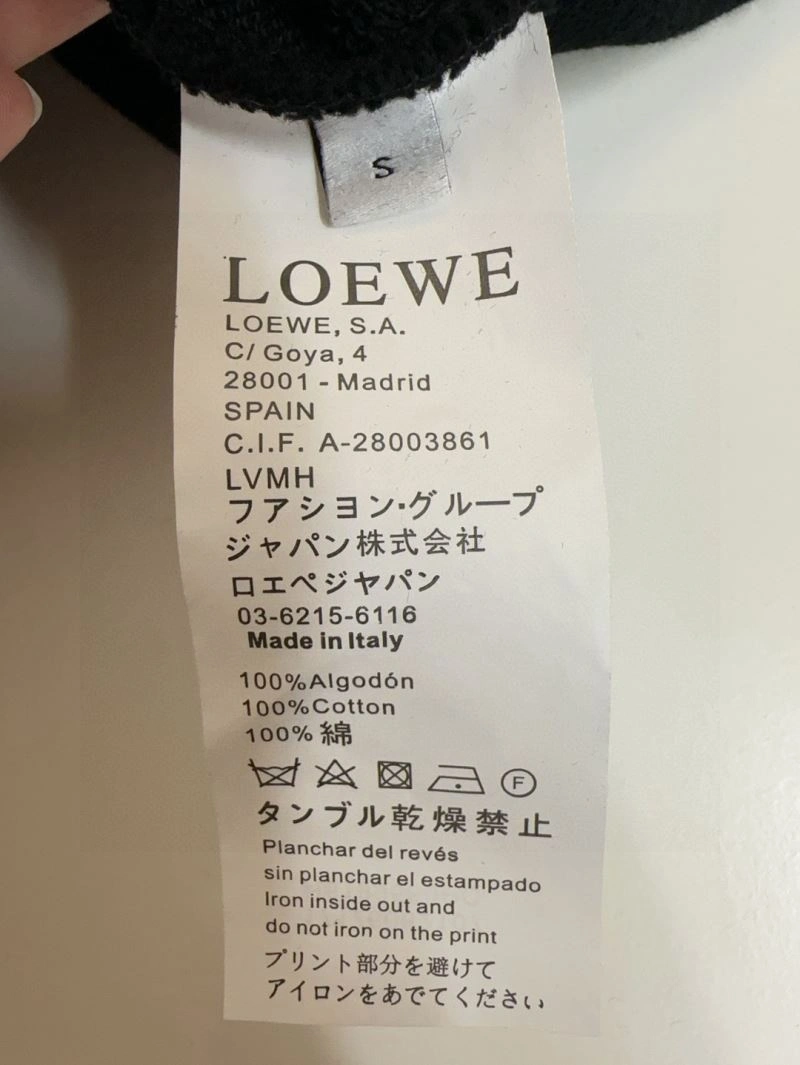 S
LOEWE
LOEWE, S.A.
C/ Goya, 4
28001 - Madrid
SPAIN
C.I.F. A-28003861
LVMH
フアシヨン・グループ
ジャパン株式会社
ロエペジャパン
03-6215-6116
Made in Italy
100%Algodón
100%Cotton
100% 綿
F
タンブル乾燥禁止
Planchar del revés
sin planchar el estampado
Iron inside out and
do not iron on the print
プリント部分を避けて
アイロンをあでてください